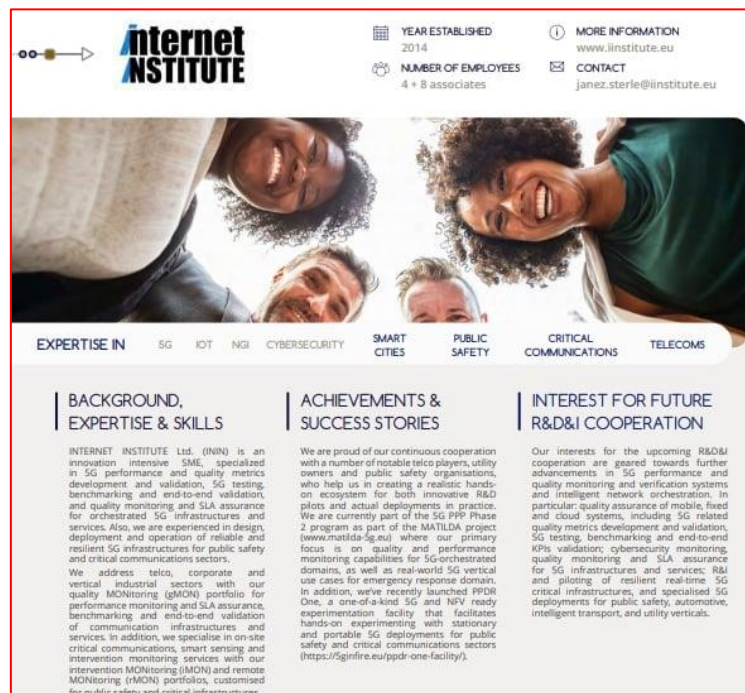 internet
INSTITUTE
YEAR ESTABLISHED
2014
NUMBER OF EMPLOYEES
4 + 8 associates
MORE INFORMATION
www.iinstitute.eu
CONTACT
janez.sterle@iinstitute.eu
EXPERTISE IN
5G
IOT
NGI
CYBERSECURITY
SMART
CITIES
PUBLIC
SAFETY
CRITICAL
COMMUNICATIONS
TELECOMS
BACKGROUND,
EXPERTISE & SKILLS
INTERNET INSTITUTE Ltd. (ININ) is an
innovation intensive SME, specialized
in 5G performance and quality metrics
development and validation, 5G testing,
benchmarking and end-to-end validation,
and quality monitoring and SLA assurance
for orchestrated 5G infrastructures and
services. Also, we are experienced in design,
deployment and operation of reliable and
resilient 5G infrastructures for public safety
and critical communications sectors.
We address telco, corporate and
vertical industrial sectors with our
quality MONitoring (qMON) portfolio for
performance monitoring and SLA assurance,
benchmarking and end-to-end validation
of communication infrastructures and
services. In addition, we specialise in on-site
critical communications, smart sensing and
intervention monitoring services with our
intervention MONitoring (iMON) and remote
MONitoring (rMON) portfolios, customised
for public safety and critical infrastructures.
ACHIEVEMENTS &
SUCCESS STORIES
We are proud of our continuous cooperation
with a number of notable telco players, utility
owners and public safety organisations,
who help us in creating a realistic hands-
on ecosystem for both innovative R&D
pilots and actual deployments in practice.
We are currently part of the 5G PPP Phase
2 program as part of the MATILDA project
(www.matilda-5g.eu) where our primary
focus is on quality and performance
monitoring capabilities for 5G-orchestrated
domains, as well as real-world 5G vertical
use cases for emergency response domain.
In addition, we've recently launched PPDR
One, a one-of-a-kind 5G and NFV ready
experimentation facility that facilitates
hands-on experimenting with stationary
and portable 5G deployments for public
safety and critical communications sectors
(https://5ginfire.eu/ppdr-one-facility/).
INTEREST FOR FUTURE
R&D&I COOPERATION
Our interests for the upcoming R&D&I
cooperation are geared towards further
advancements in 5G performance and
quality monitoring and verification systems
and intelligent network orchestration. In
particular: quality assurance of moble, fixed
and cloud systems, including 5G related
quality metrics development and validation,
5G testing, benchmarking and end-to-end
KPIs validation; cybersecurity monitoring,
quality monitoring and SLA assurance
for 5G infrastructures and services; R&I
and piloting of resilient real-time 5G
critical infrastructures, and specialised 5G
deployments for public safety, automotive,
intelligent transport, and utility verticals.